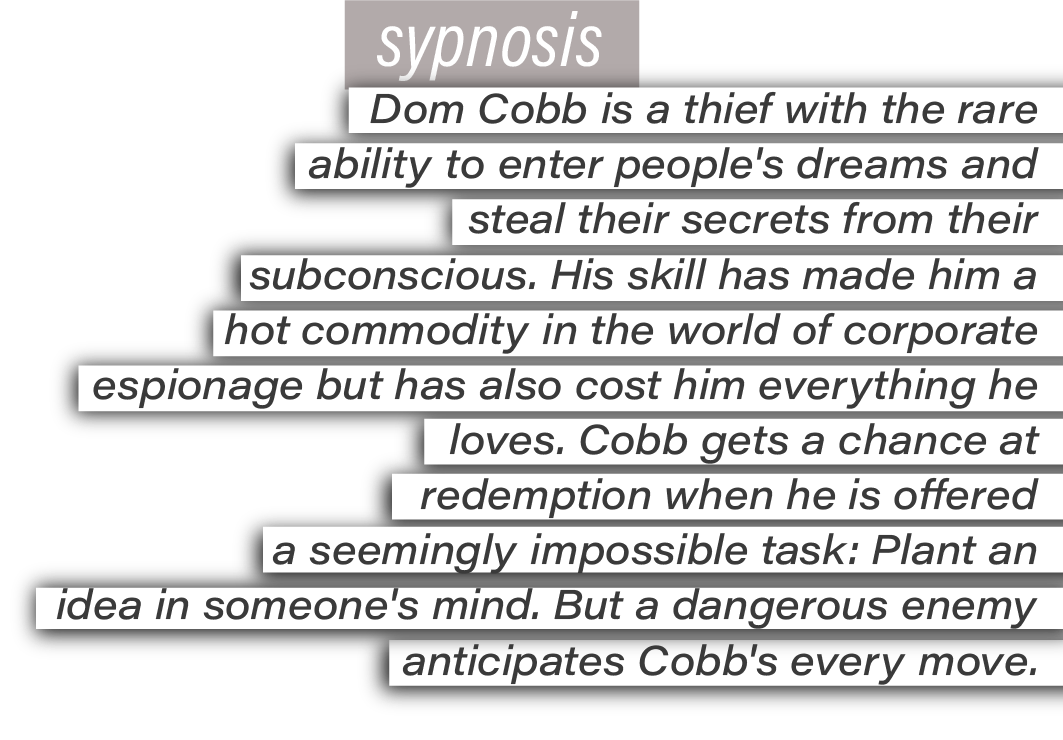 sypnosis
Dom Cobb is a thief with the rare
ability to enter people's dreams and
steal their secrets from their
subconscious. His skill has made him a
hot commodity in the world of corporate
espionage but has also cost him everything he
loves. Cobb gets a chance at
redemption when he is offered
a seemingly impossible task: Plant an
idea in someone's mind. But a dangerous enemy
anticipates Cobb's every move.